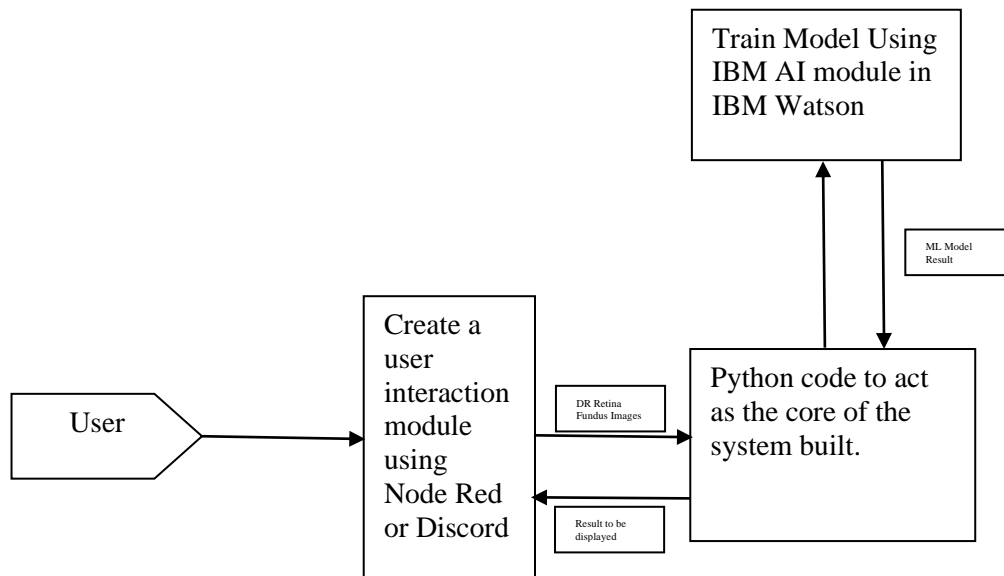 Train Model Using
IBM AI module in
IBM Watson
ML Model
Result
Create a
user
interaction
module
using
Node Red
or Discord
Python code to act
as the core of the
system built.
DR Retina
Fundus Images
User
Result to be
displayed